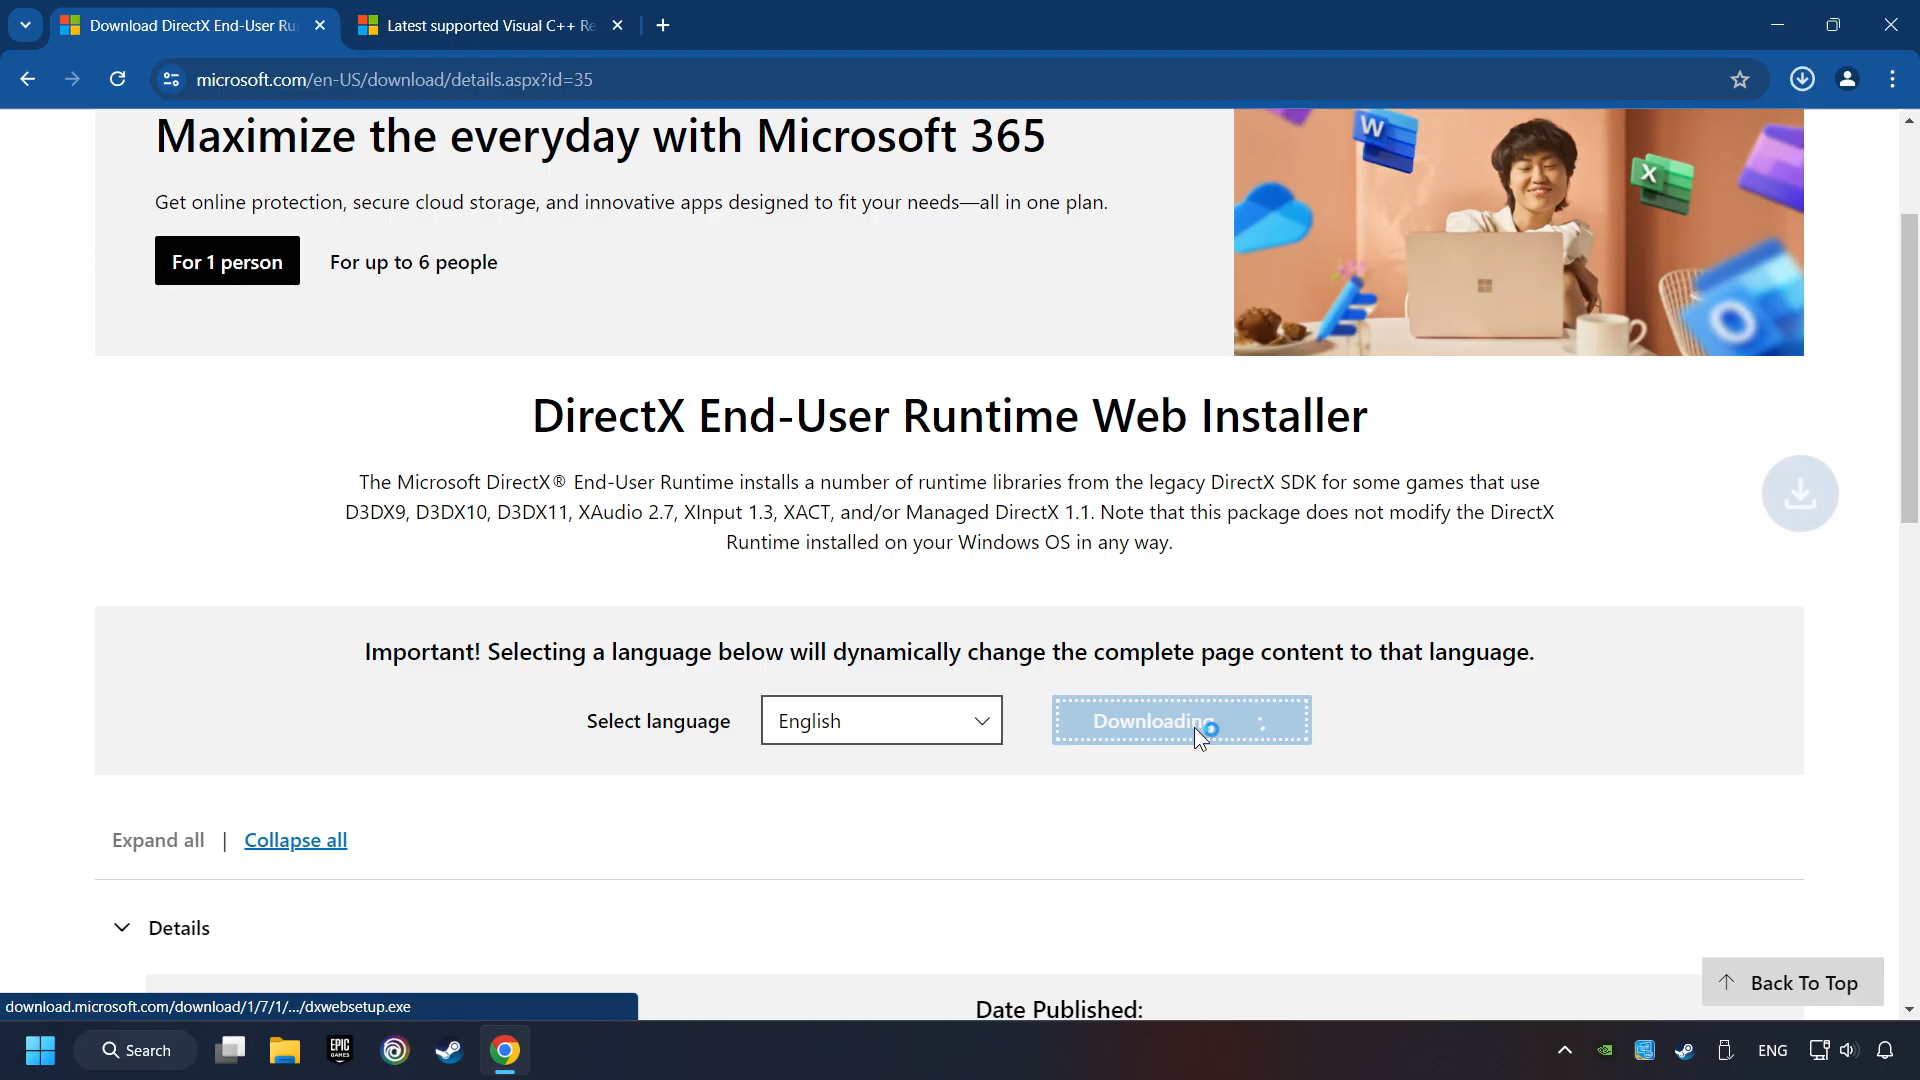 Download DirectX End-User Ru
Latest supported Visual C++ Re
microsoft.com/en-US/download/details.aspx?id=35
Maximize the everyday with Microsoft 365
Get online protection, secure cloud storage, and innovative apps designed to fit your needs—all in one plan.
For 1 person
For up to 6 people
W
X
O
DirectX End-User Runtime Web Installer
The Microsoft DirectX® End-User Runtime installs a number of runtime libraries from the legacy DirectX SDK for some games that use
D3DX9, D3DX10, D3DX11, XAudio 2.7, XInput 1.3, XACT, and/or Managed DirectX 1.1. Note that this package does not modify the DirectX
Runtime installed on your Windows OS in any way.
Important! Selecting a language below will dynamically change the complete page content to that language.
Select language
English
Downloading
Expand all | Collapse all
Details
Back To Top
download.microsoft.com/download/1/7/1/.../dxwebsetup.exe
Date Published:
Search
EPIC
GAMES
ENG